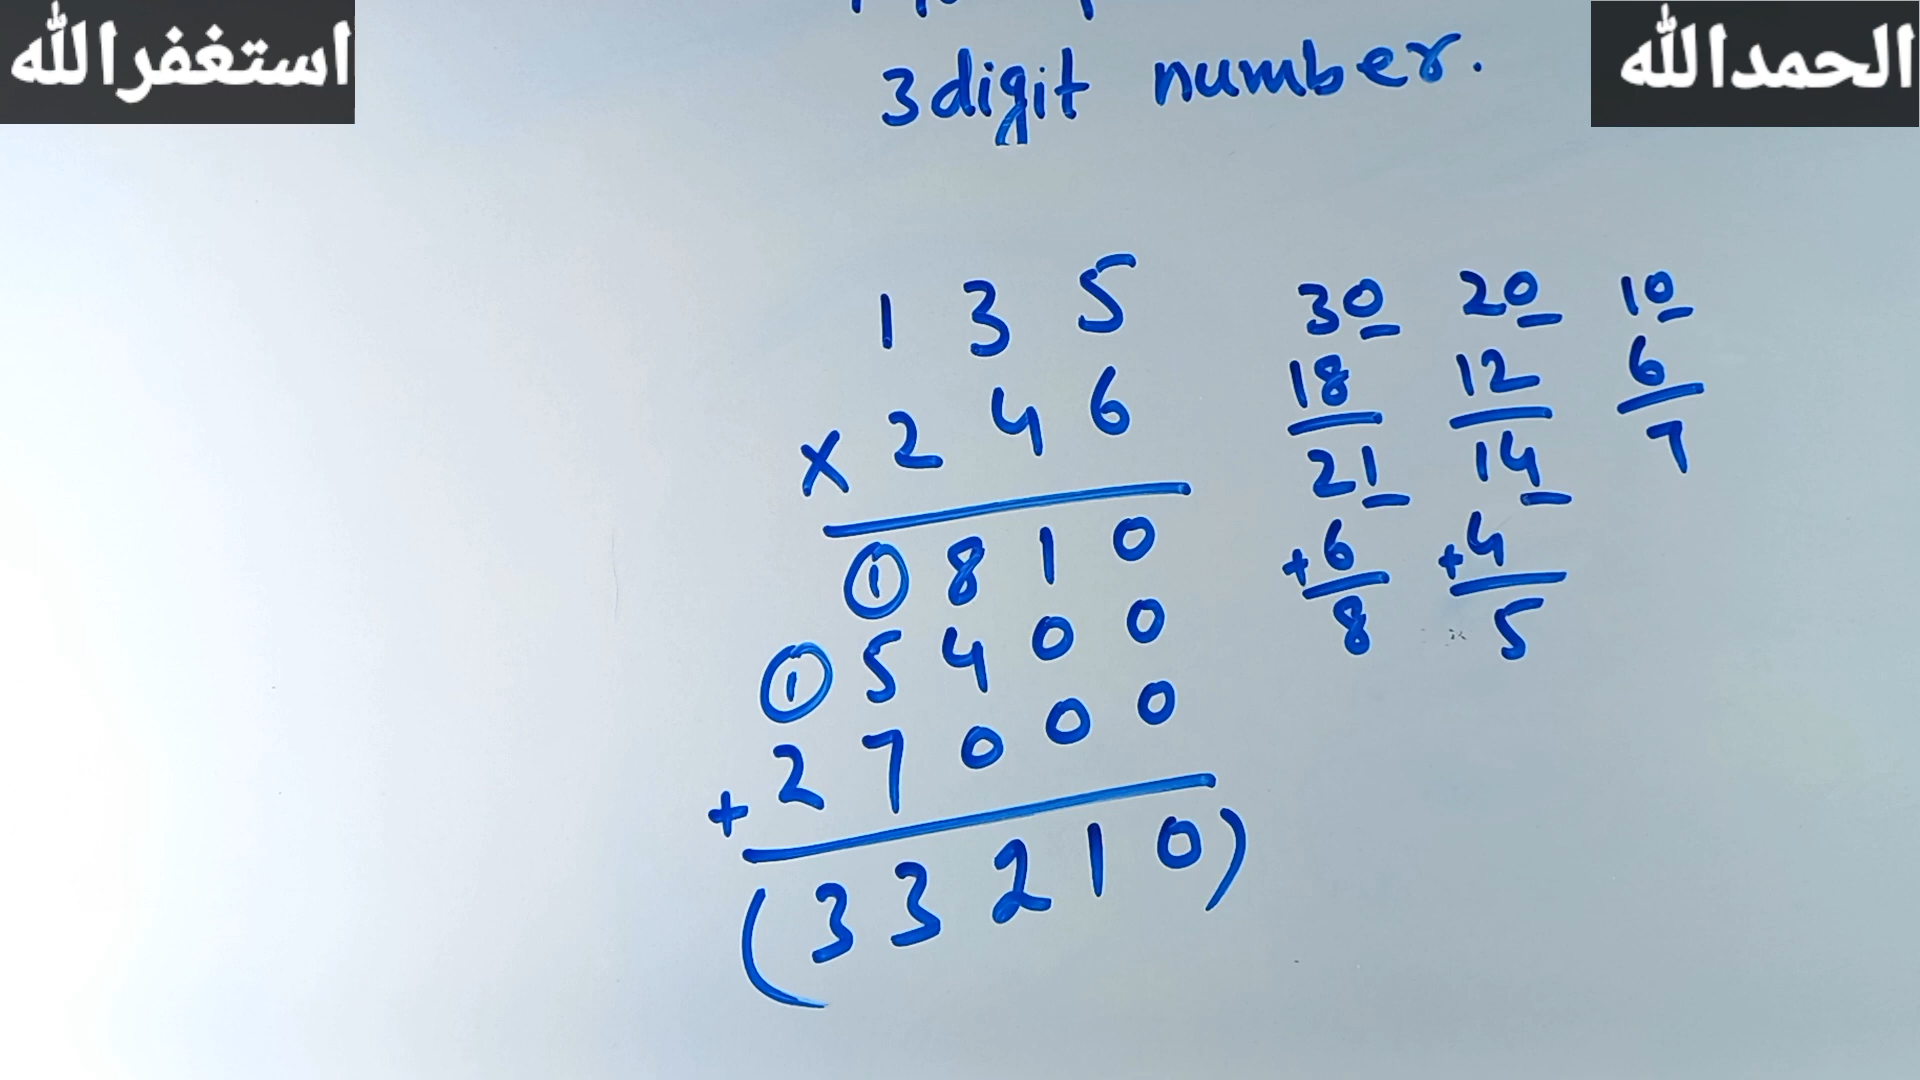 استغفرالله
الحمدالله
3 digit number.
1 3 5
x 2 4 6
1 8 1 0
1 5 4 0 0
+ 2 7 0 0 0
(3 3 2 1 0)
30 20 10
18 12 6
21 14 7
+6 +4
8 5